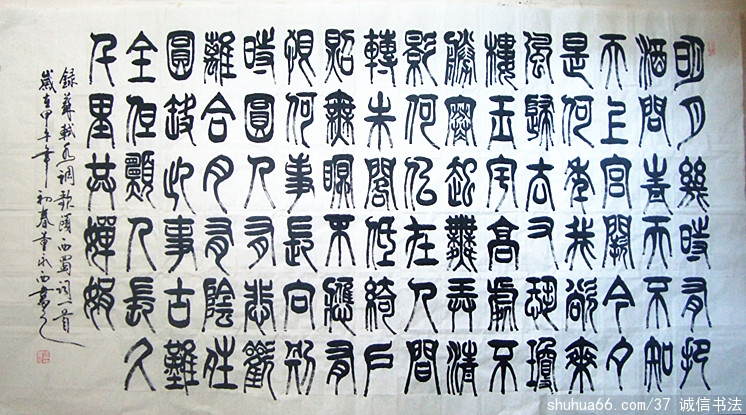 明月幾時有把
酒問青天不知
天上宮闕今夕
是何年我欲乘
風歸去又恐瓊
樓玉宇高處不
勝寒起舞弄清
影何似在人間
轉朱閣低綺戶
照無眠不應有
恨何事長向別
時圓人有悲歡
離合月有陰晴
圓缺此事古難
全但願人長久
千里共嬋娟
錄蘇軾水調歌頭詞一首
歲在甲午年初春董永西書之
shuhua66.com/37 诚信书法